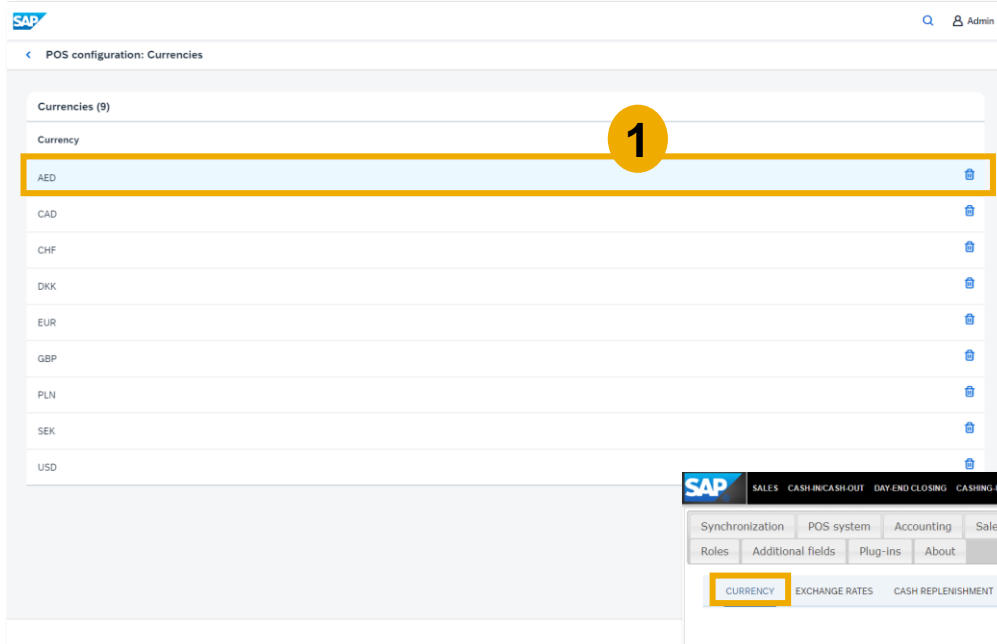 SAP
Admin
POS configuration: Currencies
Currencies (9)
Currency
1
AED
CAD
CHF
DKK
EUR
GBP
PLN
SEK
USD
SAP SALES CASH-IN/CASH-OUT DAY-END CLOSING
Synchronization POS system Accounting
Roles Additional fields Plug-ins About
CURRENCY EXCHANGE RATES CASH REPLENISHMENT